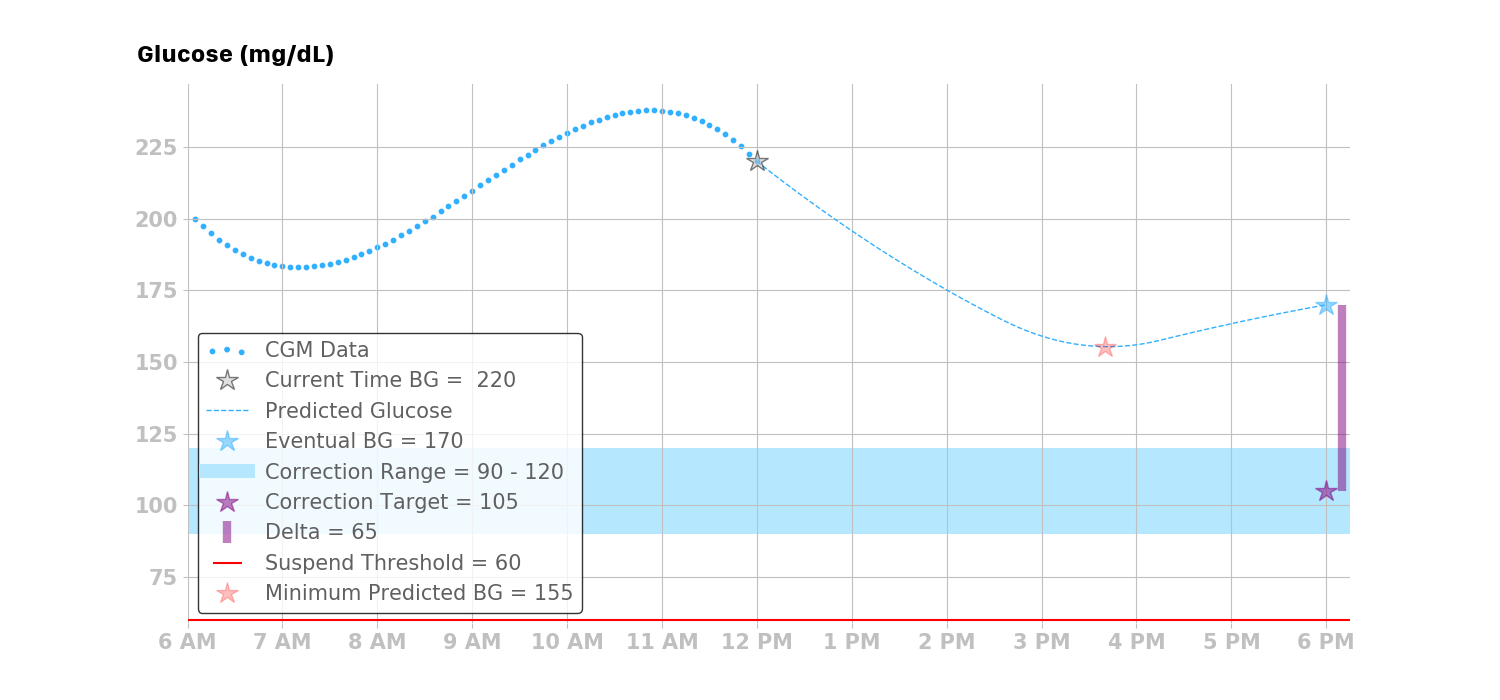 Glucose (mg/dL)
225
200
175
150
125
100
75
CGM Data
Current Time BG =  220
Predicted Glucose
Eventual BG = 170
Correction Range = 90 - 120
Correction Target = 105
Delta = 65
Suspend Threshold = 60
Minimum Predicted BG = 155
6 AM 7 AM 8 AM 9 AM 10 AM 11 AM 12 PM 1 PM 2 PM 3 PM 4 PM 5 PM 6 PM